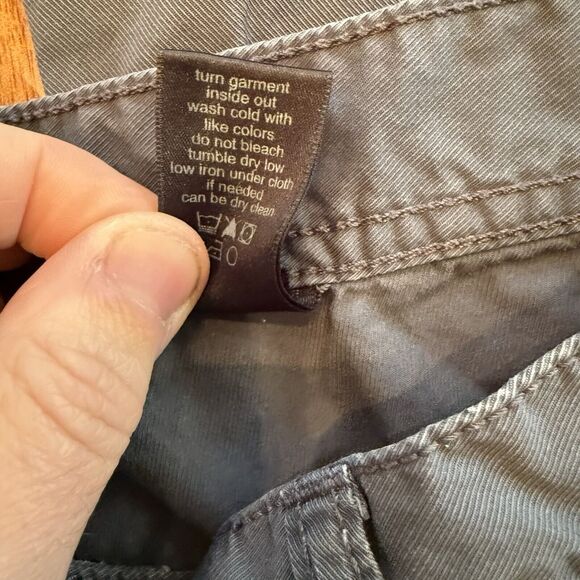 turn garment
inside out
wash cold with
like colors
do not bleach
tumble dry low
low iron under cloth
if needed
can be dry clean